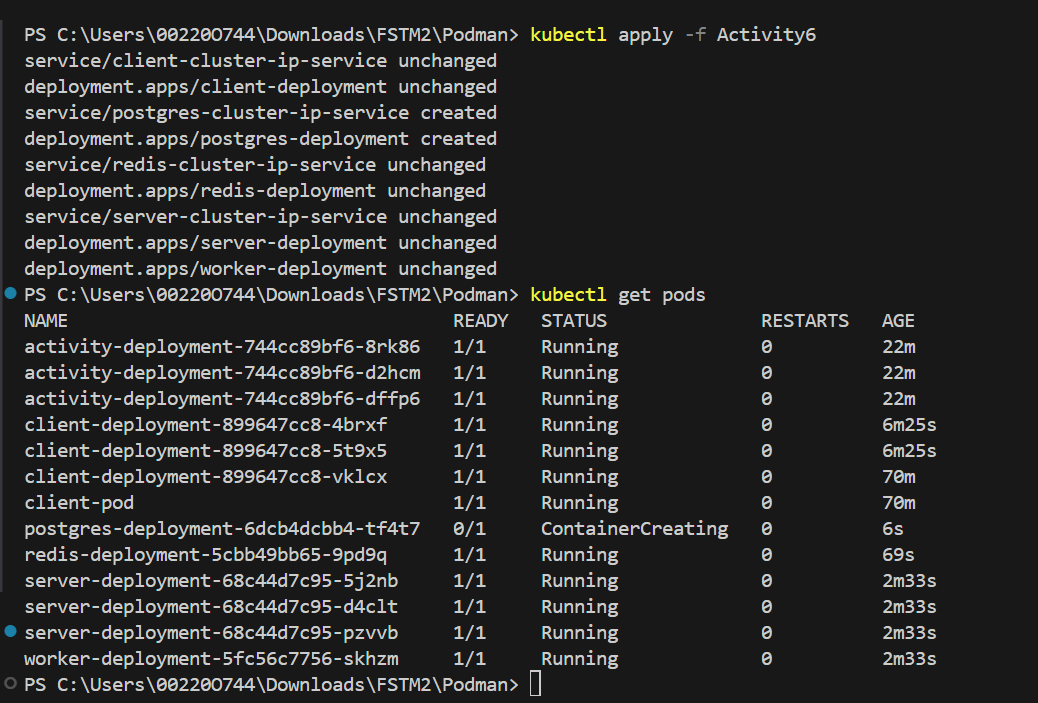 PS C:\Users\00220O744\Downloads\FSTM2\Podman> kubectl apply -f Activity6
service/client-cluster-ip-service unchanged
deployment.apps/client-deployment unchanged
service/postgres-cluster-ip-service created
deployment.apps/postgres-deployment created
service/redis-cluster-ip-service unchanged
deployment.apps/redis-deployment unchanged
service/server-cluster-ip-service unchanged
deployment.apps/server-deployment unchanged
deployment.apps/worker-deployment unchanged
PS C:\Users\00220O744\Downloads\FSTM2\Podman> kubectl get pods
NAME READY STATUS RESTARTS AGE
activity-deployment-744cc89bf6-8rk86 1/1 Running 0 22m
activity-deployment-744cc89bf6-d2hcm 1/1 Running 0 22m
activity-deployment-744cc89bf6-dffp6 1/1 Running 0 22m
client-deployment-899647cc8-4brxf 1/1 Running 0 6m25s
client-deployment-899647cc8-5t9x5 1/1 Running 0 6m25s
client-deployment-899647cc8-vklcx 1/1 Running 0 70m
client-pod 1/1 Running 0 70m
postgres-deployment-6dcb4dcbb4-tf4t7 0/1 ContainerCreating 0 6s
redis-deployment-5cbb49bb65-9pd9q 1/1 Running 0 69s
server-deployment-68c44d7c95-5j2nb 1/1 Running 0 2m33s
server-deployment-68c44d7c95-d4clt 1/1 Running 0 2m33s
server-deployment-68c44d7c95-pzvvb 1/1 Running 0 2m33s
worker-deployment-5fc56c7756-skhzm 1/1 Running 0 2m33s
PS C:\Users\00220O744\Downloads\FSTM2\Podman>